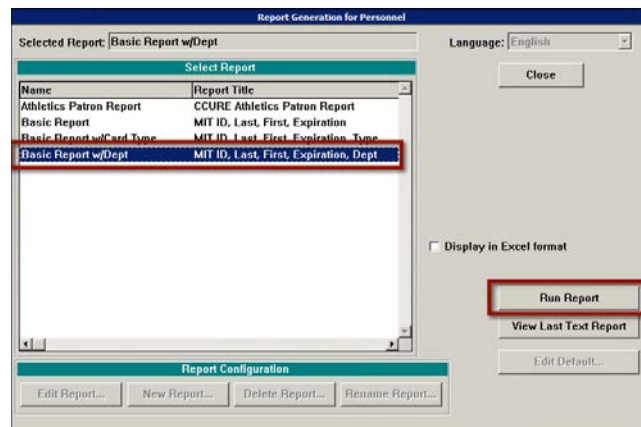 Report Generation for Personnel
Selected Report: Basic Report w/Dept
Language: English
Select Report
Close
Name Report Title
Athletics Patron Report CCURE Athletics Patron Report
Basic Report MIT ID, Last, First, Expiration
Basic Report w/Card Type MIT ID, Last, First, Expiration, Type
Basic Report w/Dept MIT ID, Last, First, Expiration, Dept
Display in Excel format
Run Report
View Last Text Report
Edit Default...
Report Configuration
Edit Report... New Report... Delete Report... Rename Report...